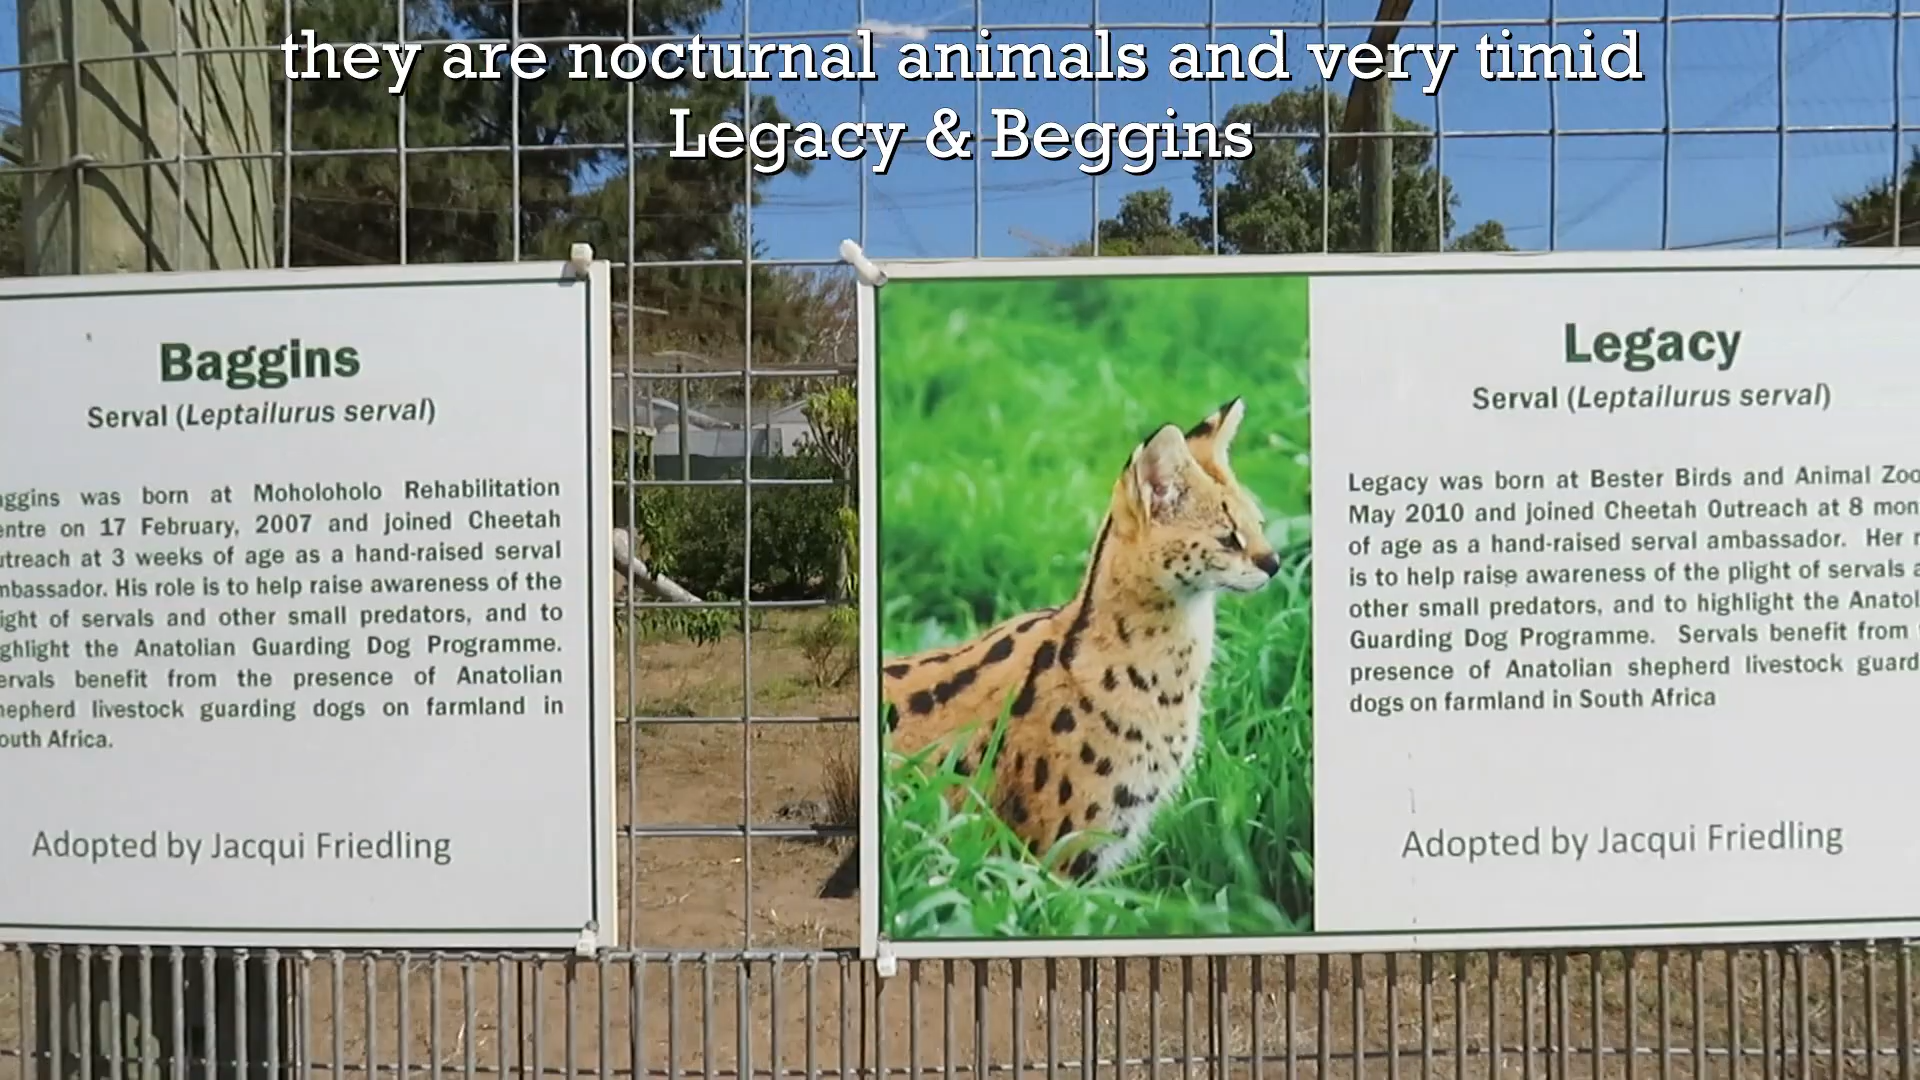 they are nocturnal animals and very timid
Legacy & Beggins
Baggins
Serval (Leptailurus serval)
was born at Moholoholo Rehabilitation
on 17 February, 2007 and joined Cheetah
at 3 weeks of age as a hand-raised serval
His role is to help raise awareness of the
of servals and other small predators, and to
the Anatolian Guarding Dog Programme.
benefit from the presence of Anatolian
livestock guarding dogs on farmland in
Africa.
Adopted by Jacqui Friedling
Legacy
Serval (Leptailurus serval)
Legacy was born at Bester Birds and Animal Zoo
May 2010 and joined Cheetah Outreach at 8
of age as a hand-raised serval ambassador. Her
is to help raise awareness of the plight of servals
other small predators, and to highlight the
Guarding Dog Programme. Servals benefit from
presence of Anatolian shepherd livestock
dogs on farmland in South Africa
Adopted by Jacqui Friedling